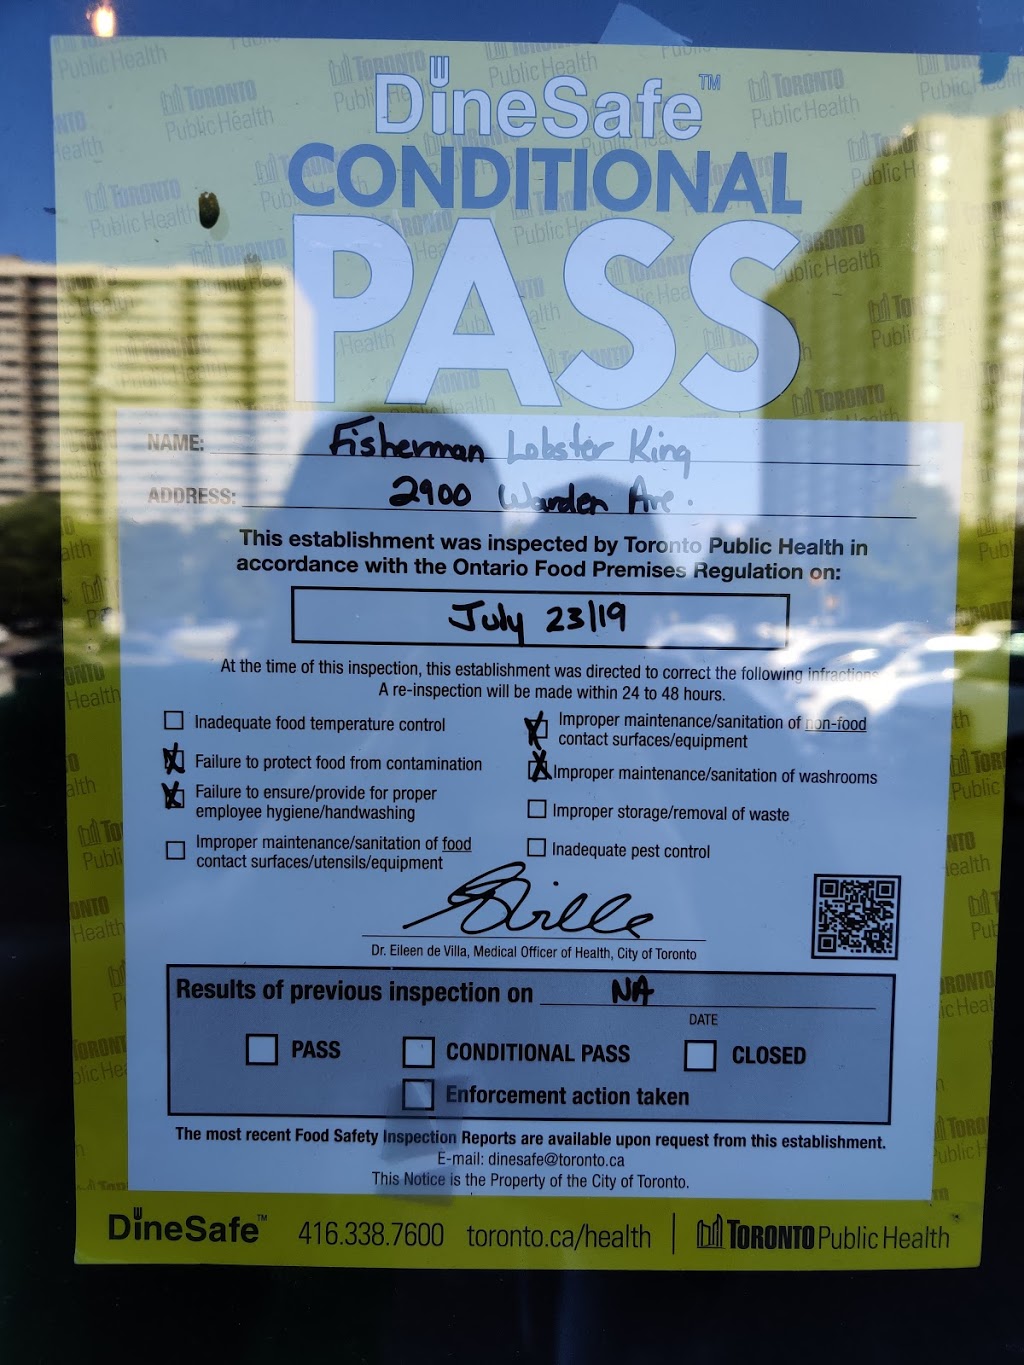 DineSafe™
CONDITIONAL
PASS
NAME: Fisherman Lobster King
ADDRESS: 2900 Warden Ave.
This establishment was inspected by Toronto Public Health in
accordance with the Ontario Food Premises Regulation on:
July 23/19
At the time of this inspection, this establishment was directed to correct the following infractions.
A re-inspection will be made within 24 to 48 hours.
Inadequate food temperature control
Failure to protect food from contamination
Failure to ensure/provide for proper
employee hygiene/handwashing
Improper maintenance/sanitation of food
contact surfaces/utensils/equipment
Improper maintenance/sanitation of non-food
contact surfaces/equipment
Improper maintenance/sanitation of washrooms
Improper storage/removal of waste
Inadequate pest control
Dr. Eileen de Villa, Medical Officer of Health, City of Toronto
Results of previous inspection on NA
DATE
PASS CONDITIONAL PASS CLOSED
Enforcement action taken
The most recent Food Safety Inspection Reports are available upon request from this establishment.
E-mail: dinesafe@toronto.ca
This Notice is the Property of the City of Toronto.
DineSafe™ 416.338.7600 toronto.ca/health | TORONTO Public Health